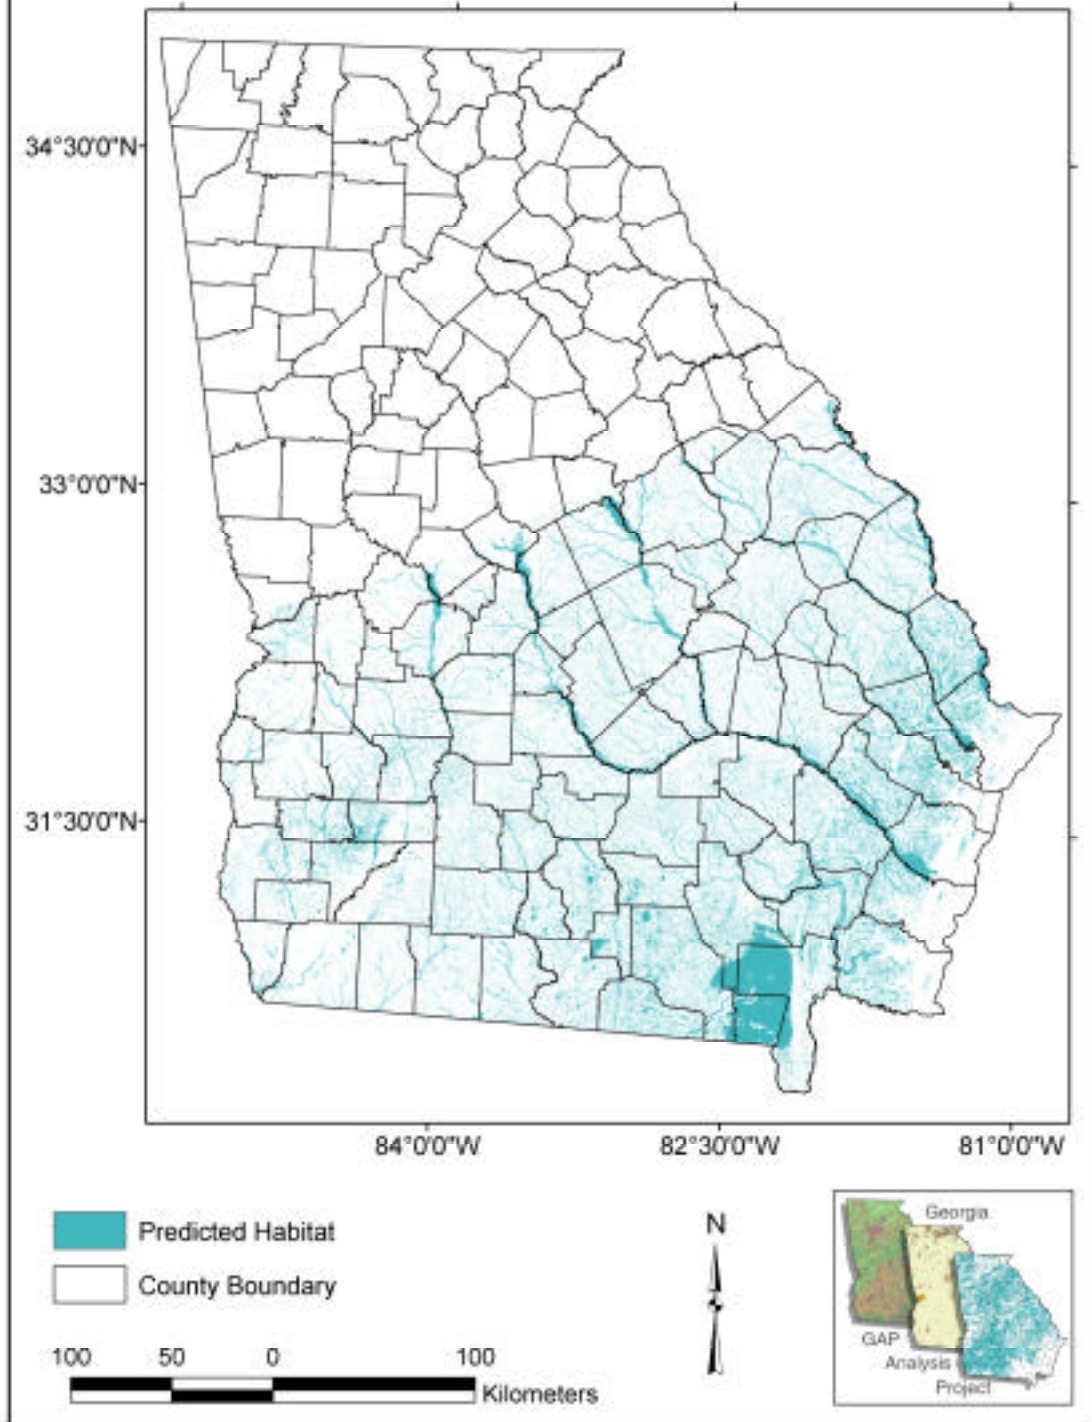 34°30'0"N
33°0'0"N
31°30'0"N
84°0'0"W 82°30'0"W 81°0'0"W
Predicted Habitat
County Boundary
N
100 50 0 100
Kilometers
Georgia
GAP
Analysis
Project